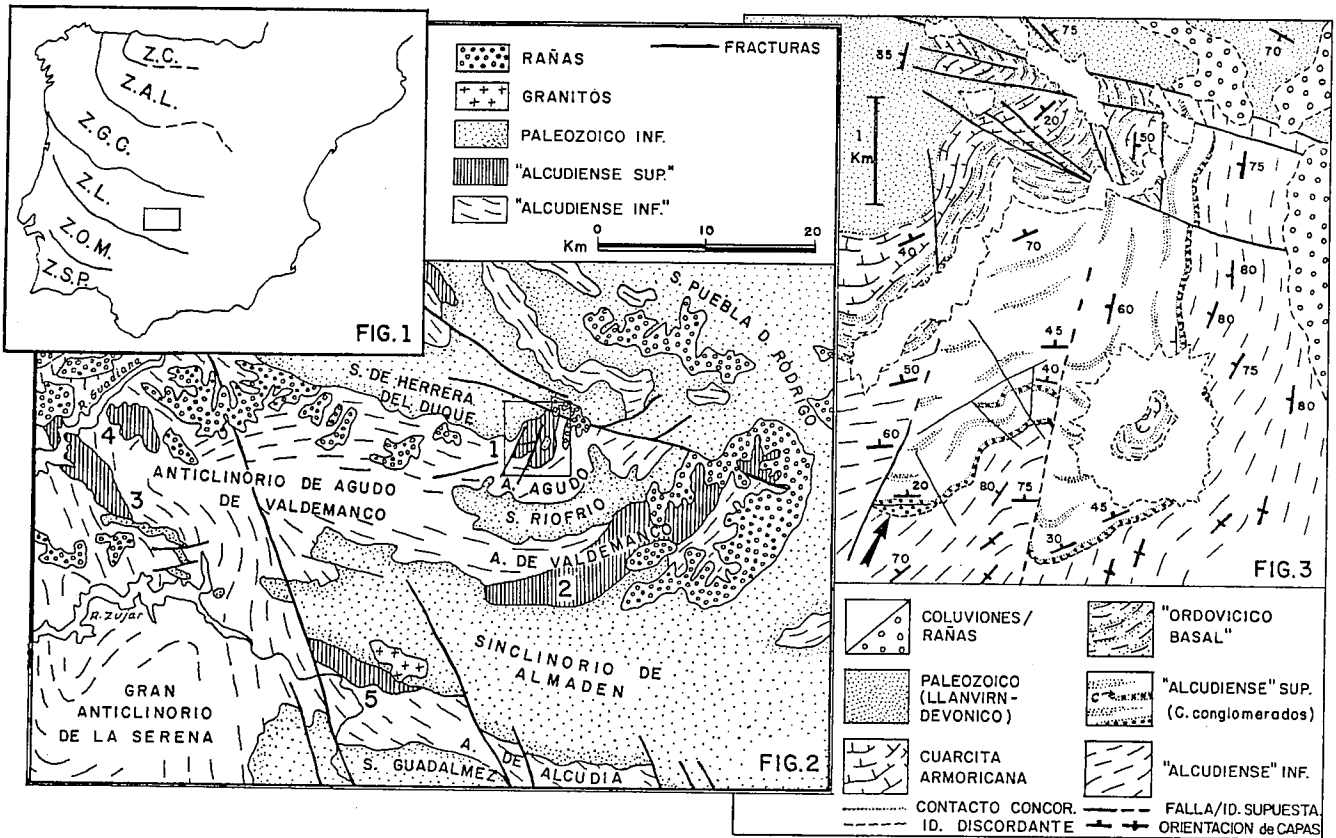 Z.C.
Z.A.L.
Z.G.C.
Z.L.
Z.O.M.
Z.S.P.
FIG.1
RAÑAS
FRACTURAS
GRANITOS
PALEOZOICO INF.
"ALCUDIENSE SUP."
"ALCUDIENSE INF."
Km 0 10 20
S. PUEBLA D. RODRIGO
S. DE HERRERA
DEL DUQUE
1
A. AGUDO
S. RIOFRIO
4
ANTICLINORIO DE AGUDO
DE VALDEMANCO
3
A. DE VALDEMANCO
2
R. Zújar
SINCLINORIO DE
ALMADEN
5
GRAN
ANTICLINORIO
DE LA SERENA
S. GUADALMEZ
A. DE ALCUDIA
FIG.2
75
70
35
20
50
1
Km
75
40
70
80
60
80
45
50
40
75
80
60
20
80
75
45
30
70
FIG.3
COLUVIONES/
RAÑAS
"ORDOVICICO
BASAL"
PALEOZOICO
(LLANVIRN-
DEVONICO)
C
"ALCUDIENSE" SUP.
(C. conglomerados)
CUARCITA
ARMORICANA
"ALCUDIENSE" INF.
CONTACTO CONCOR.
FALLA/ID. SUPUESTA.
ID. DISCORDANTE
ORIENTACION de CAPAS